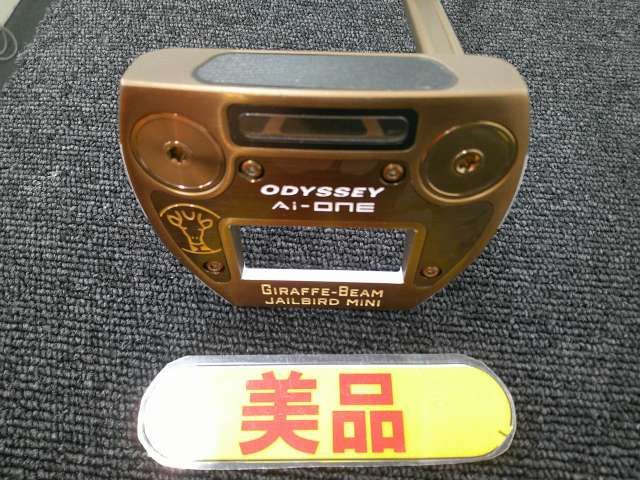 ODYSSEY
Ai-ONE
GIRAFFE-BEAM
JAILBIRD MINI
美品